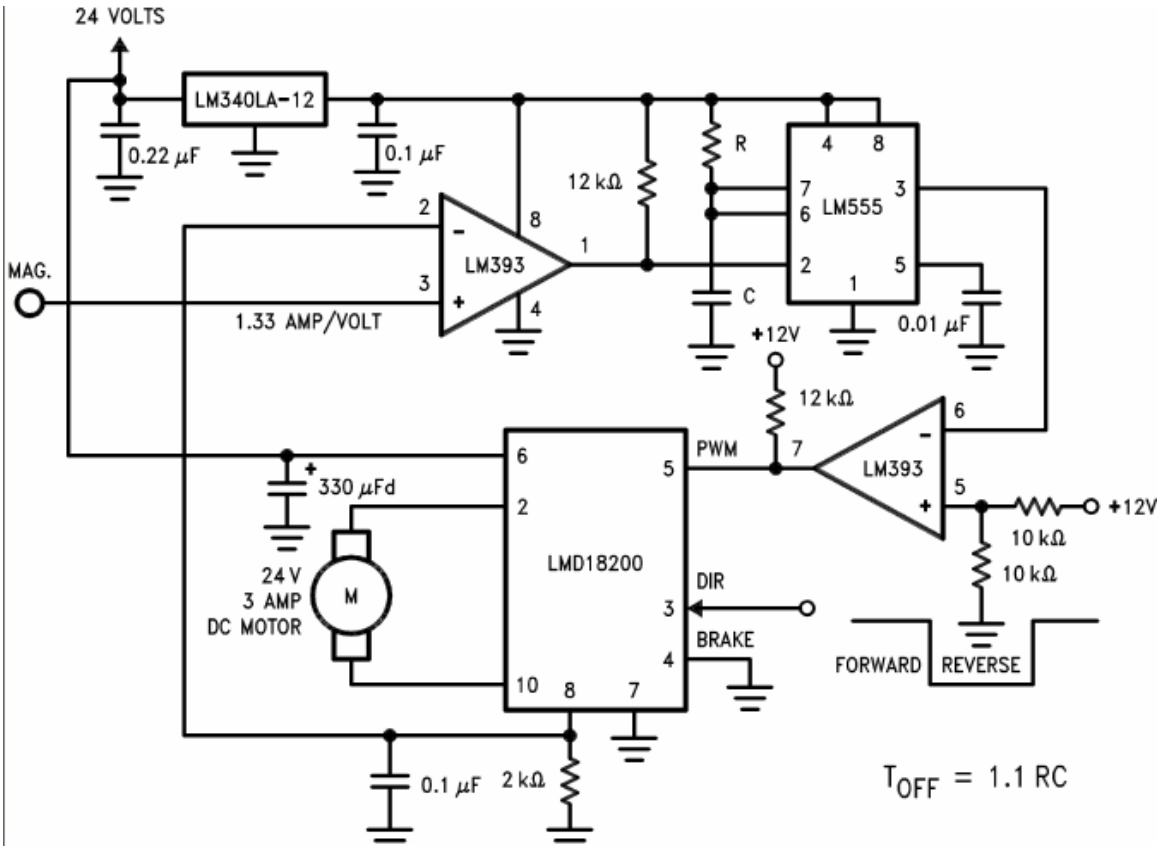 24 VOLTS
LM340LA-12
0.22 µF
0.1 µF
12 kΩ
R
4
8
7
3
LM555
6
2
5
1
C
0.01 µF
2
8
1
LM393
3
4
MAG.
1.33 AMP/VOLT
+12V
12 kΩ
6
7
LM393
5
+12V
10 kΩ
10 kΩ
PWM
6
5
+
330 µFd
2
LMD18200
24 V
3 AMP
DC MOTOR
M
DIR
3
BRAKE
4
FORWARD
REVERSE
10
8
7
0.1 µF
2 kΩ
T_OFF = 1.1 RC